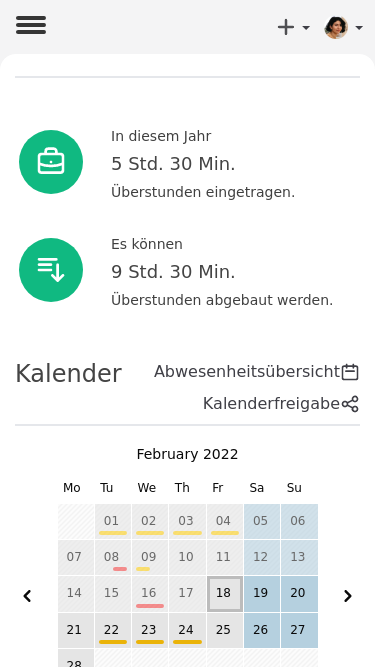 In diesem Jahr
5 Std. 30 Min.
Überstunden eingetragen.
Es können
9 Std. 30 Min.
Überstunden abgebaut werden.
Kalender
Abwesenheitsübersicht
Kalenderfreigabe
February 2022
Mo Tu We Th Fr Sa Su
01 02 03 04 05 06
07 08 09 10 11 12 13
14 15 16 17 18 19 20
21 22 23 24 25 26 27
28